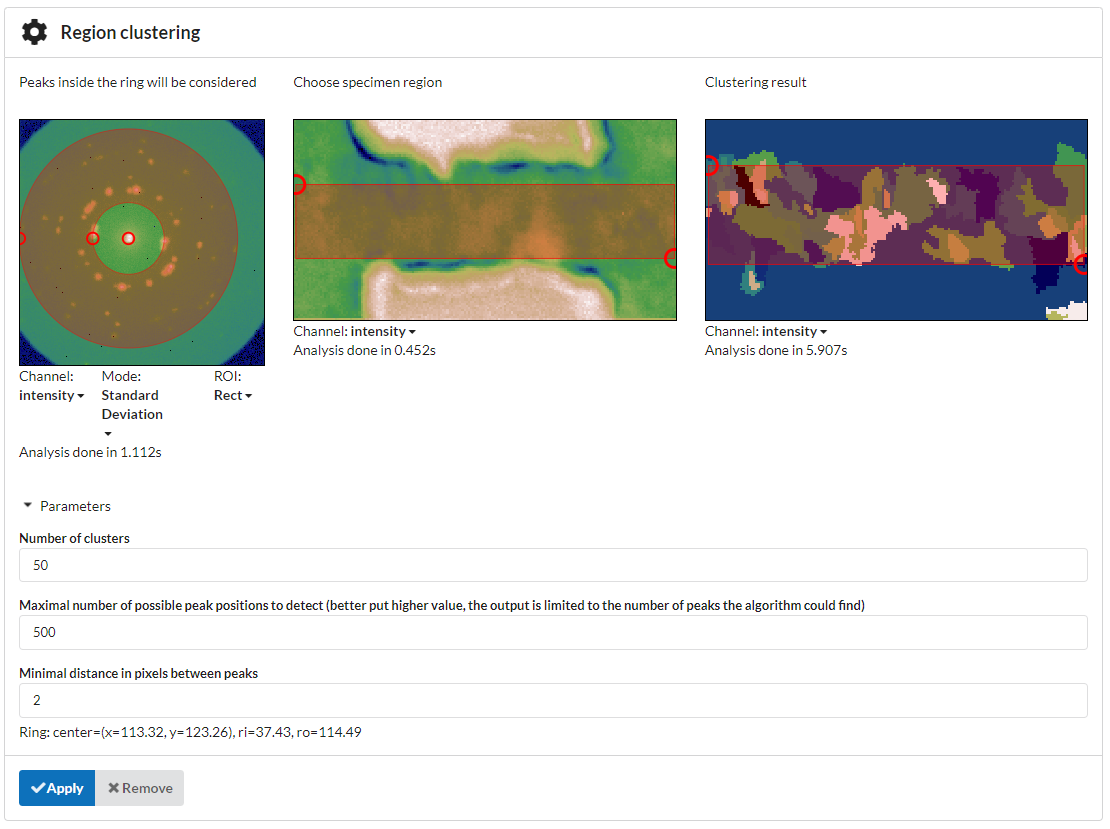 Region clustering
Peaks inside the ring will be considered
Choose specimen region
Clustering result
Channel:
intensity
Mode:
Standard
Deviation
ROI:
Rect
Analysis done in 1.112s
Channel: intensity
Analysis done in 0.452s
Channel: intensity
Analysis done in 5.907s
Parameters
Number of clusters
50
Maximal number of possible peak positions to detect (better put higher value, the output is limited to the number of peaks the algorithm could find)
500
Minimal distance in pixels between peaks
2
Ring: center=(x=113.32, y=123.26), ri=37.43, ro=114.49
Apply
Remove